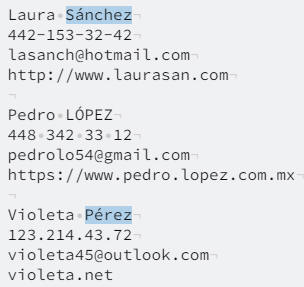 Laura Sánchez
442-153-32-42
lasanch@hotmail.com
http://www.laurasan.com

Pedro LÓPEZ
448 342 33 12
pedrolo54@gmail.com
https://www.pedro.lopez.com.mx

Violeta Pérez
123.214.43.72
violeta45@outlook.com
violeta.net